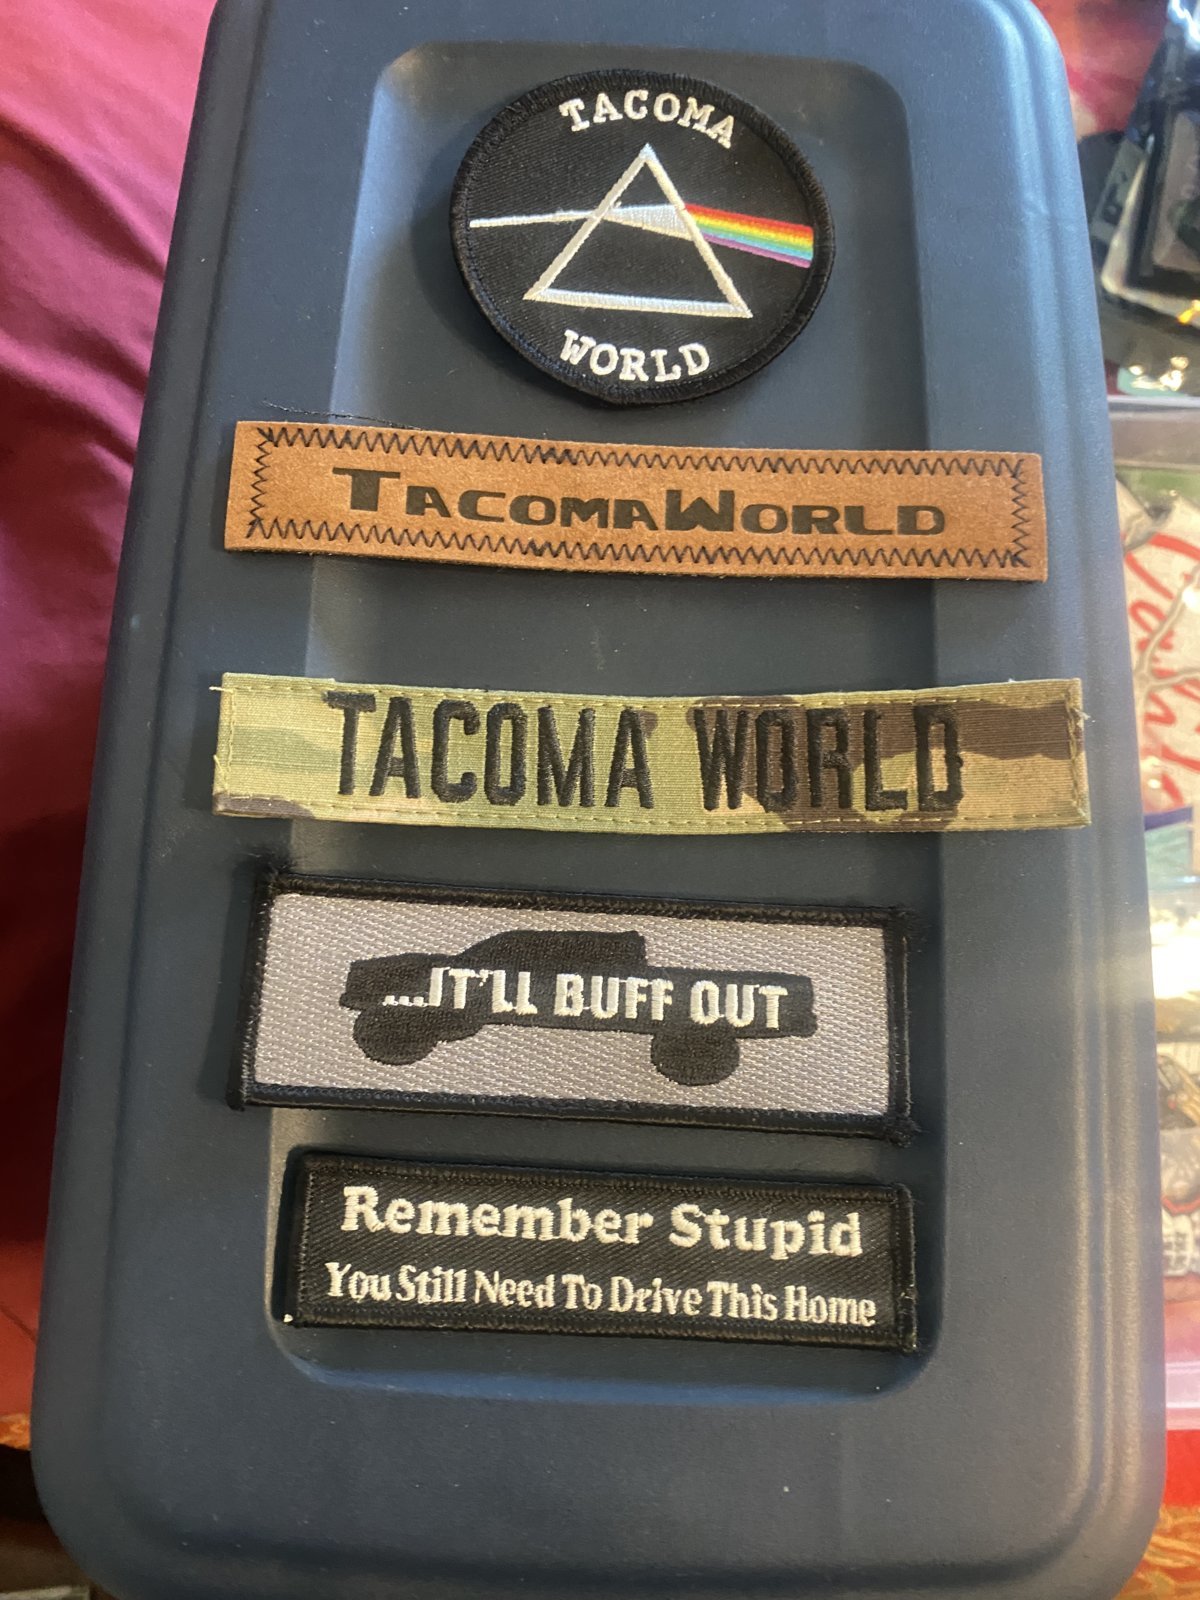 TACOMA
WORLD
TACOMAWORLD
TACOMA WORLD
...IT'LL BUFF OUT
Remember Stupid
You Still Need To Drive This Home